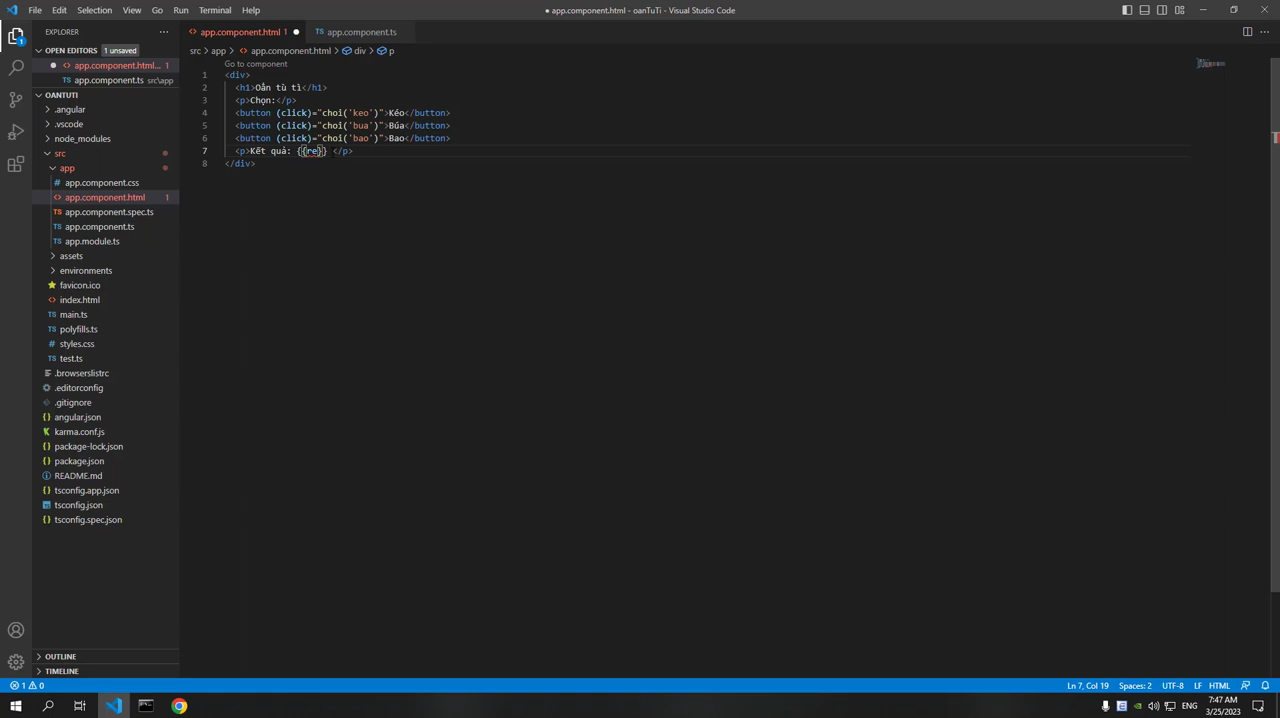 File Edit Selection View Go Run Terminal Help
● app.component.html - oanTuTi - Visual Studio Code
EXPLORER
OPEN EDITORS 1 unsaved
app.component.html... 1
TS app.component.ts src\app
OANTUTI
.angular
.vscode
node_modules
src
app
# app.component.css
<> app.component.html 1
TS app.component.spec.ts
TS app.component.ts
TS app.module.ts
assets
environments
favicon.ico
<> index.html
TS main.ts
TS polyfills.ts
# styles.css
TS test.ts
.browserslistrc
.editorconfig
.gitignore
{} angular.json
karma.conf.js
{} package-lock.json
{} package.json
README.md
{} tsconfig.app.json
tsconfig.json
{} tsconfig.spec.json
OUTLINE
TIMELINE
<> app.component.html 1 ●
TS app.component.ts
src > app > <> app.component.html > div > p
Go to component
1 <div>
2 <h1>Oẳn tù tì</h1>
3 <p>Chọn:</p>
4 <button (click)="choi('keo')">Kéo</button>
5 <button (click)="choi('bua')">Búa</button>
6 <button (click)="choi('bao')">Bao</button>
7 <p>Kết quả: {{re}} </p>
8 </div>
1 0
Ln 7, Col 19 Spaces: 2 UTF-8 LF HTML
ENG
7:47 AM
3/25/2023